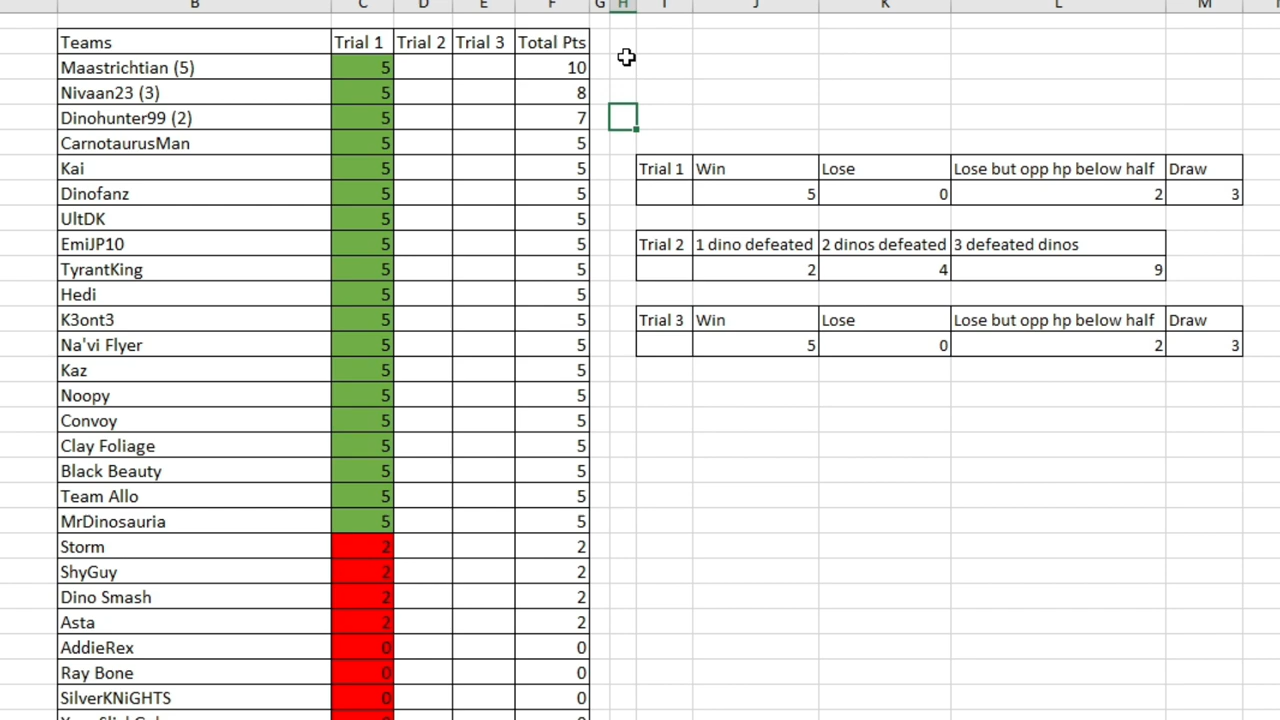 B C D E F G H I J K L M
Teams Trial 1 Trial 2 Trial 3 Total Pts
Maastrichtian (5) 5 10
Nivaan23 (3) 5 8
Dinohunter99 (2) 5 7
CarnotaurusMan 5 5
Kai 5 5
Dinofanz 5 5
UltDK 5 5
EmiJP10 5 5
TyrantKing 5 5
Hedi 5 5
K3ont3 5 5
Na'vi Flyer 5 5
Kaz 5 5
Noopy 5 5
Convoy 5 5
Clay Foliage 5 5
Black Beauty 5 5
Team Allo 5 5
MrDinosauria 5 5
Storm 2 2
ShyGuy 2 2
Dino Smash 2 2
Asta 2 2
AddieRex 0 0
Ray Bone 0 0
SilverKNiGHTS 0 0
Trial 1 Win Lose Lose but opp hp below half Draw
5 0 2 3
Trial 2 1 dino defeated 2 dinos defeated 3 defeated dinos
2 4 9
Trial 3 Win Lose Lose but opp hp below half Draw
5 0 2 3